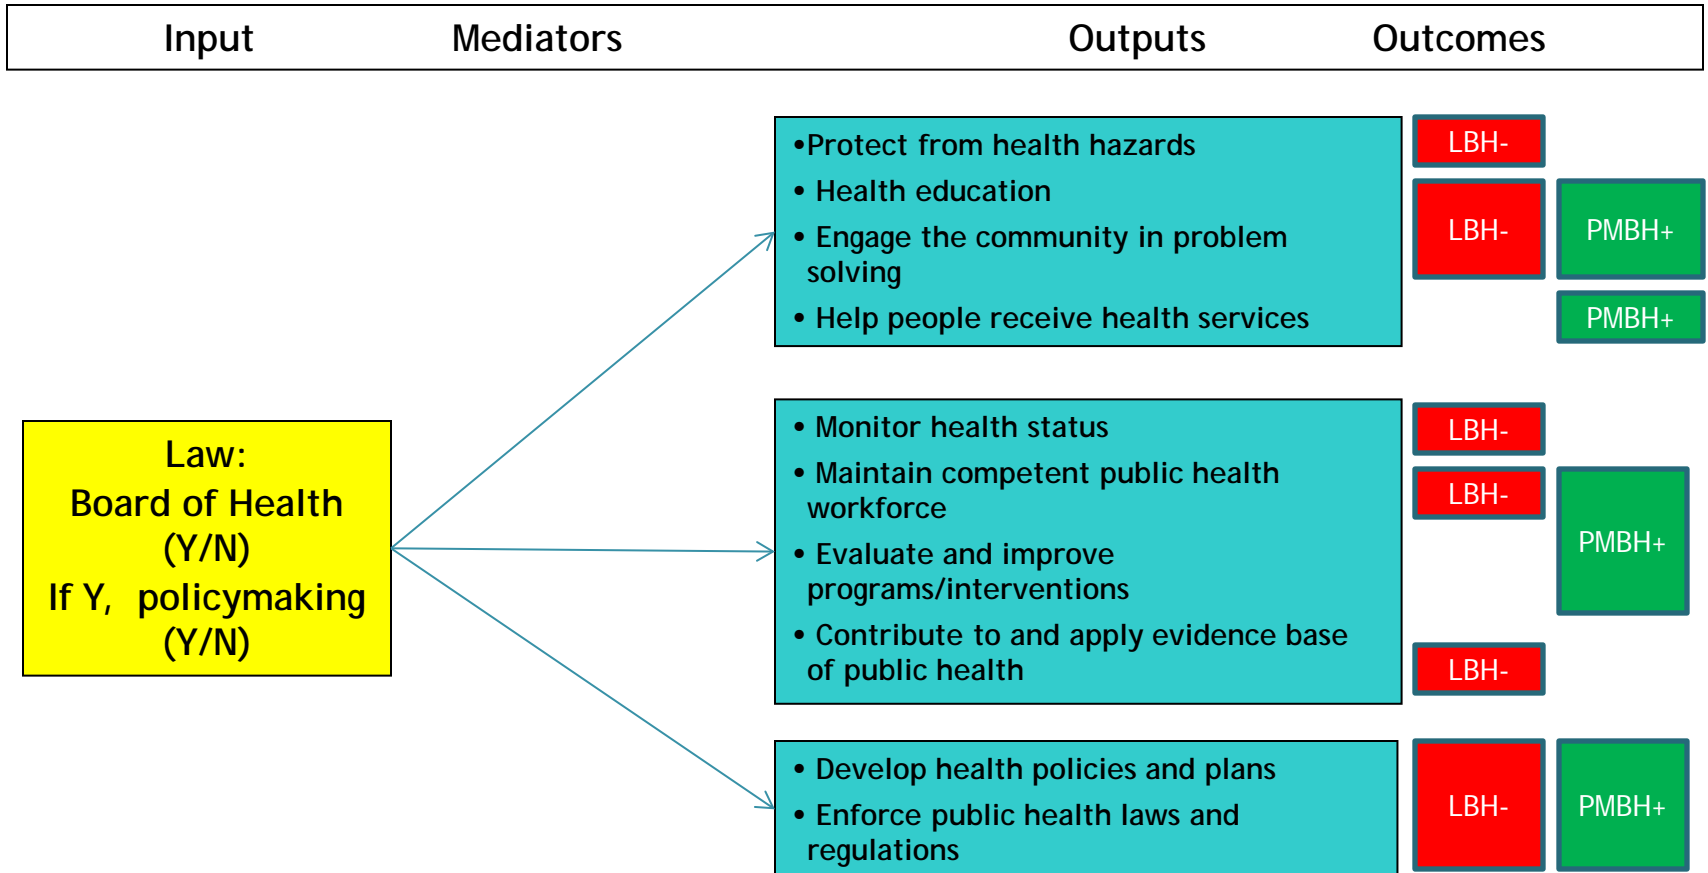 Input Mediators Outputs Outcomes
•Protect from health hazards
• Health education
• Engage the community in problem
solving
• Help people receive health services
LBH-
LBH- PMBH+
PMBH+
Law:
Board of Health
(Y/N)
If Y, policymaking
(Y/N)
• Monitor health status
• Maintain competent public health
workforce
• Evaluate and improve
programs/interventions
• Contribute to and apply evidence base
of public health
LBH-
LBH-
PMBH+
LBH-
• Develop health policies and plans
• Enforce public health laws and
regulations
LBH- PMBH+